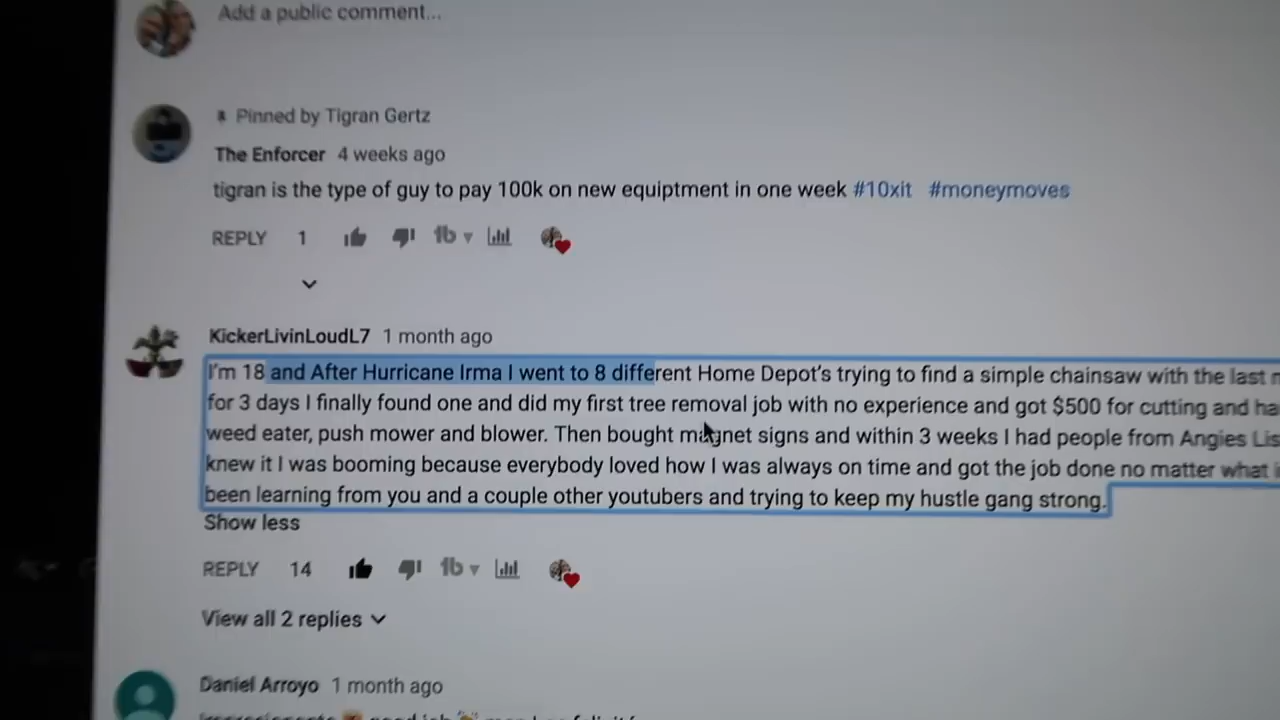 Add a public comment...
Pinned by Tigran Gertz
The Enforcer 4 weeks ago
tigran is the type of guy to pay 100k on new equiptment in one week #10xit #moneymoves
REPLY 1
KickerLivinLoudL7 1 month ago
I'm 18 and After Hurricane Irma I went to 8 different Home Depot's trying to find a simple chainsaw with the last
for 3 days I finally found one and did my first tree removal job with no experience and got $500 for cutting and
weed eater, push mower and blower. Then bought magnet signs and within 3 weeks I had people from Angies
knew it I was booming because everybody loved how I was always on time and got the job done no matter what
been learning from you and a couple other youtubers and trying to keep my hustle gang strong.
Show less
REPLY 14
View all 2 replies
Daniel Arroyo 1 month ago